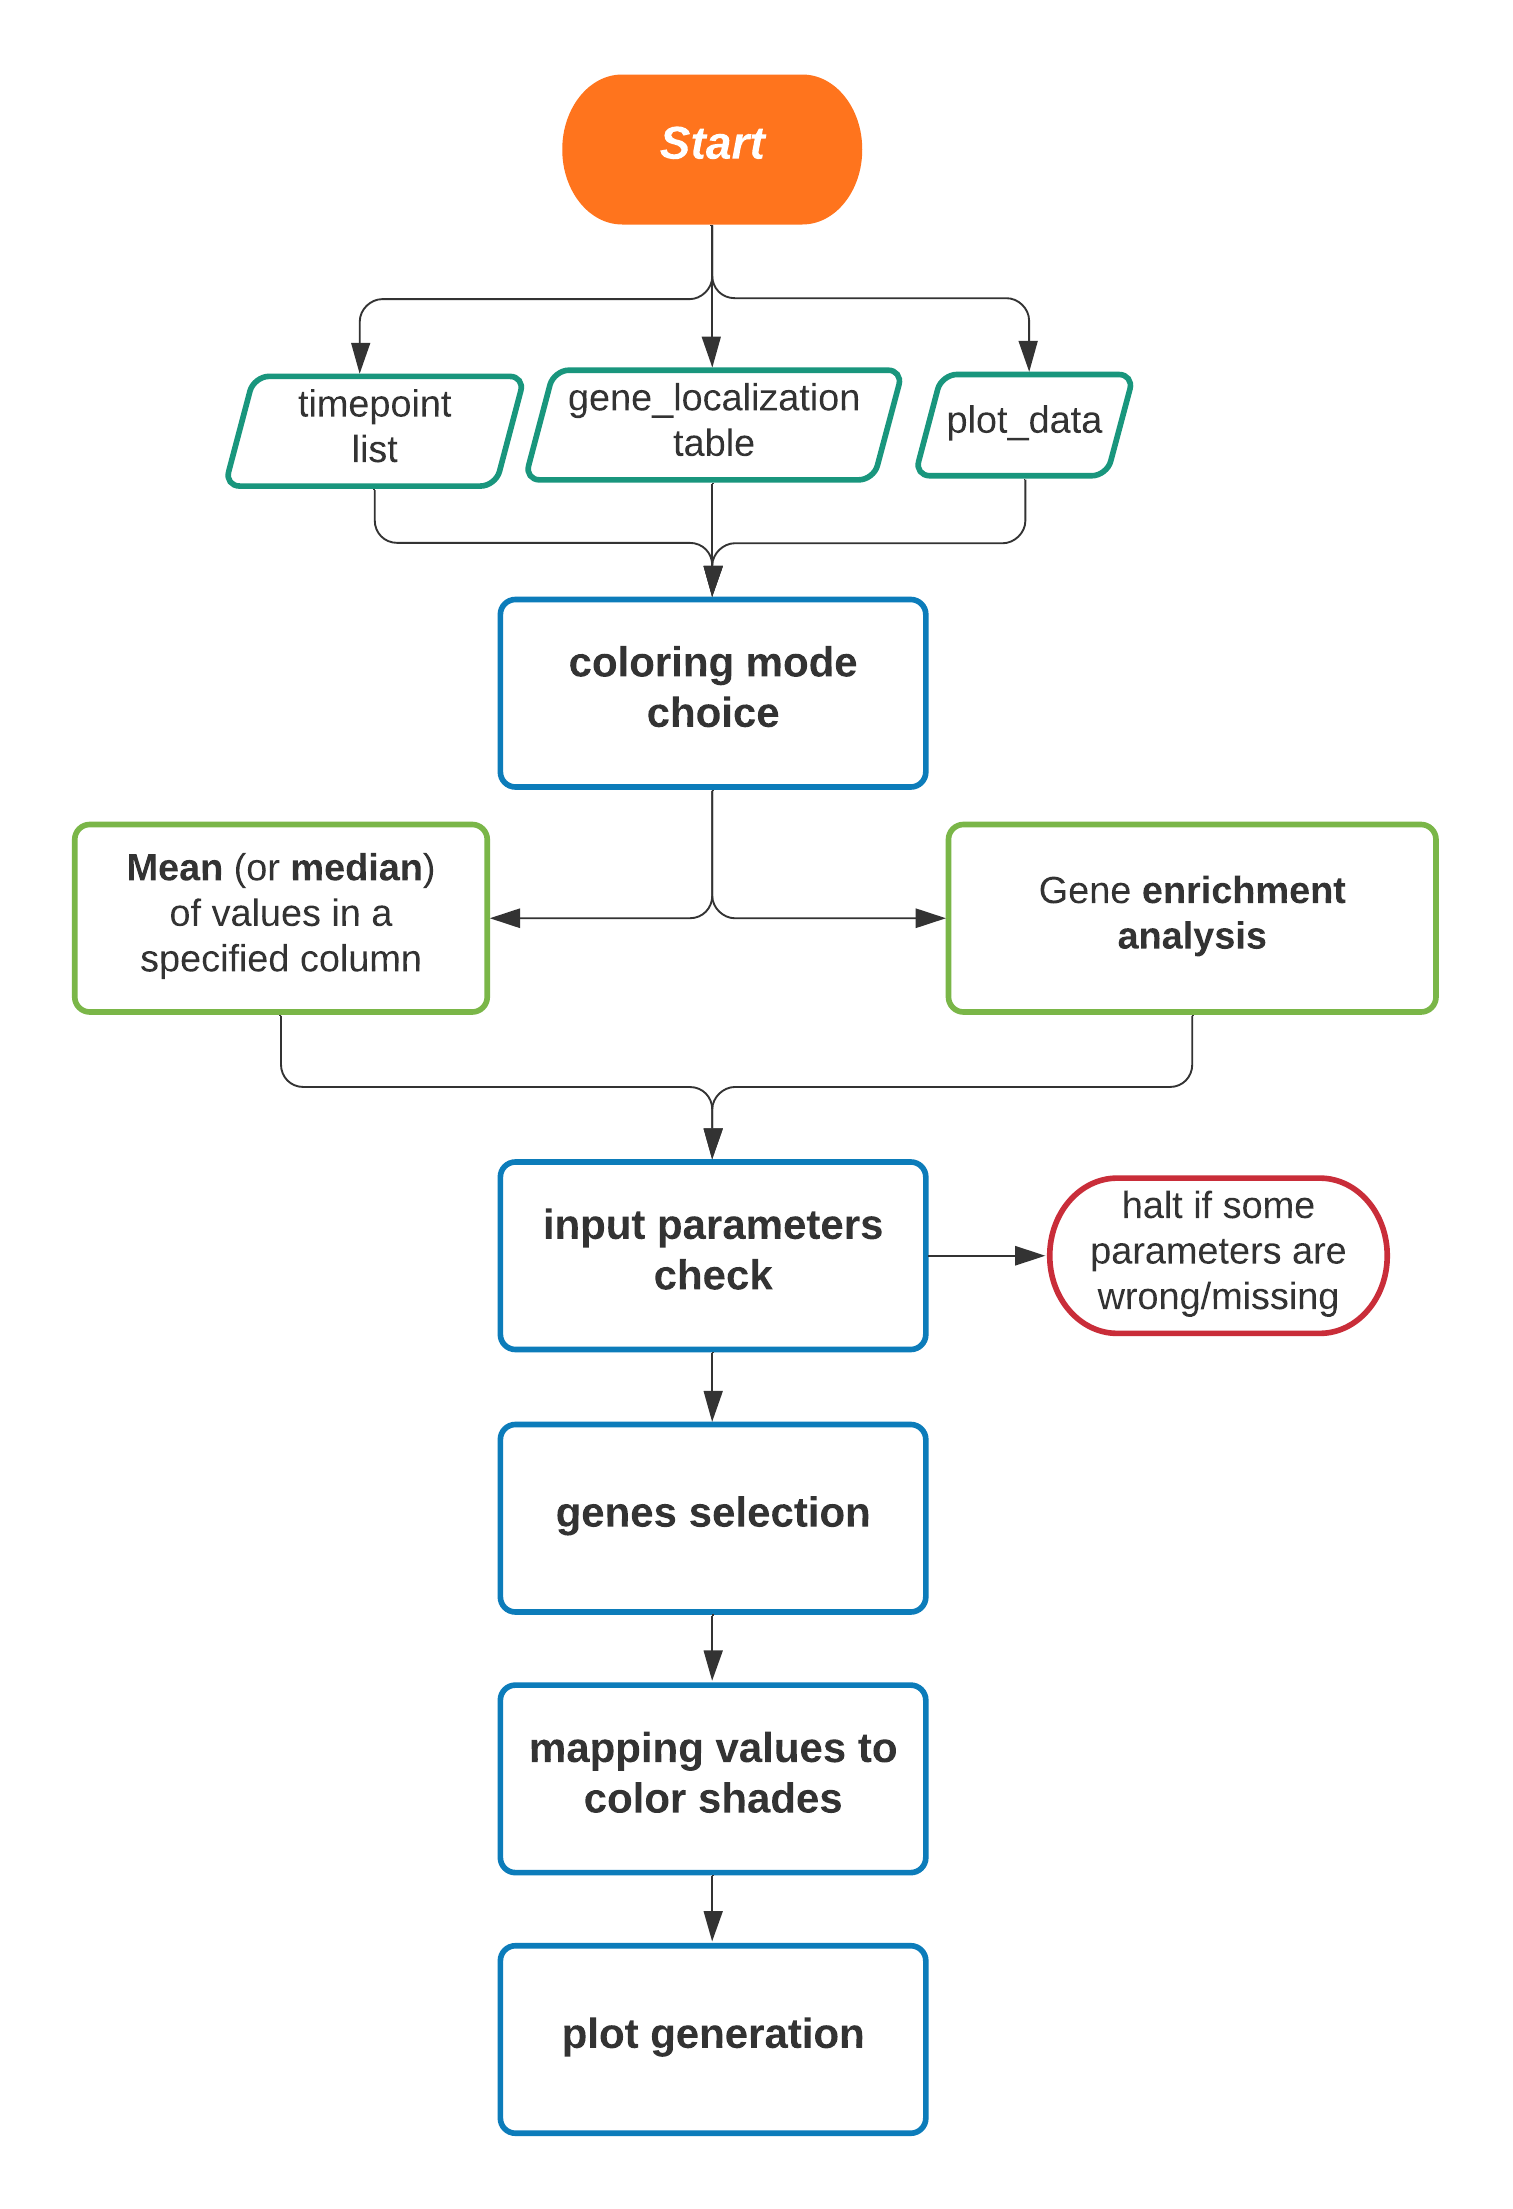 Start
timepoint
list
gene_localization
table
plot_data
coloring mode
choice
Mean (or median)
of values in a
specified column
Gene enrichment
analysis
input parameters
check
halt if some
parameters are
wrong/missing
genes selection
mapping values to
color shades
plot generation